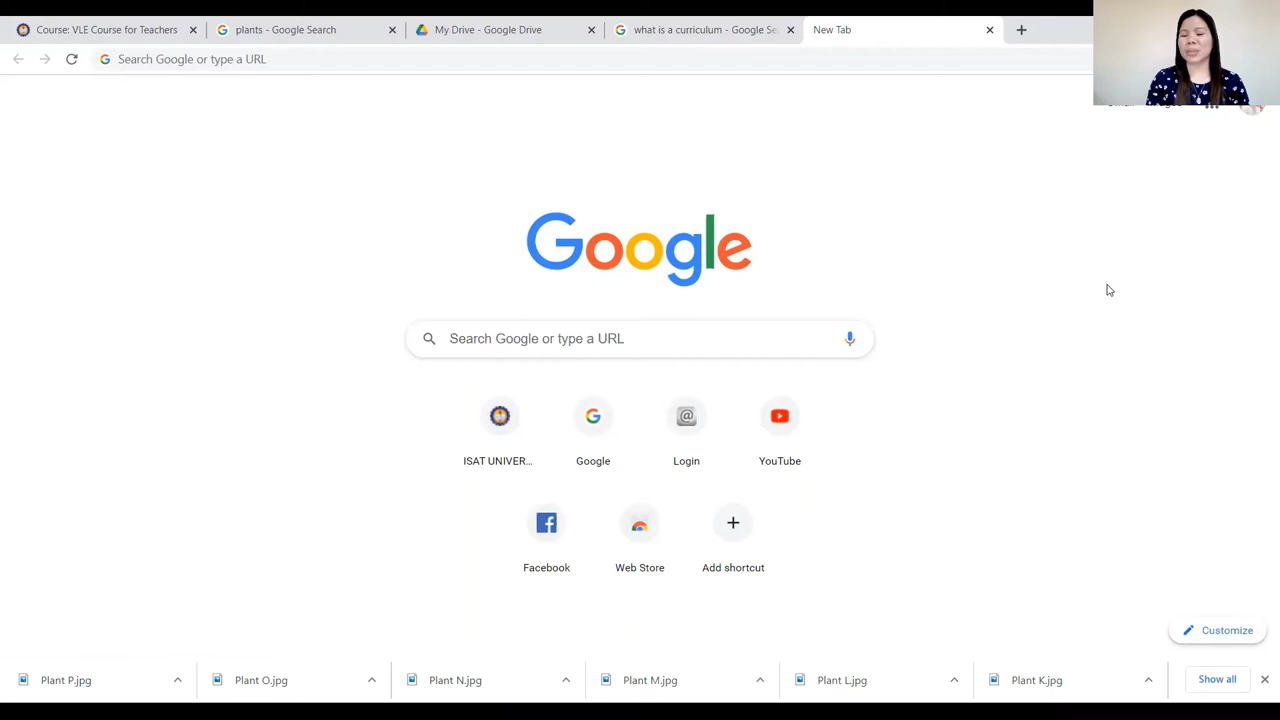 Course: VLE Course for Teachers
plants - Google Search
My Drive - Google Drive
what is a curriculum - Google Se
New Tab
Search Google or type a URL
Google
Search Google or type a URL
ISAT UNIVER...
Google
Login
YouTube
Facebook
Web Store
Add shortcut
Customize
Plant P.jpg
Plant O.jpg
Plant N.jpg
Plant M.jpg
Plant L.jpg
Plant K.jpg
Show all